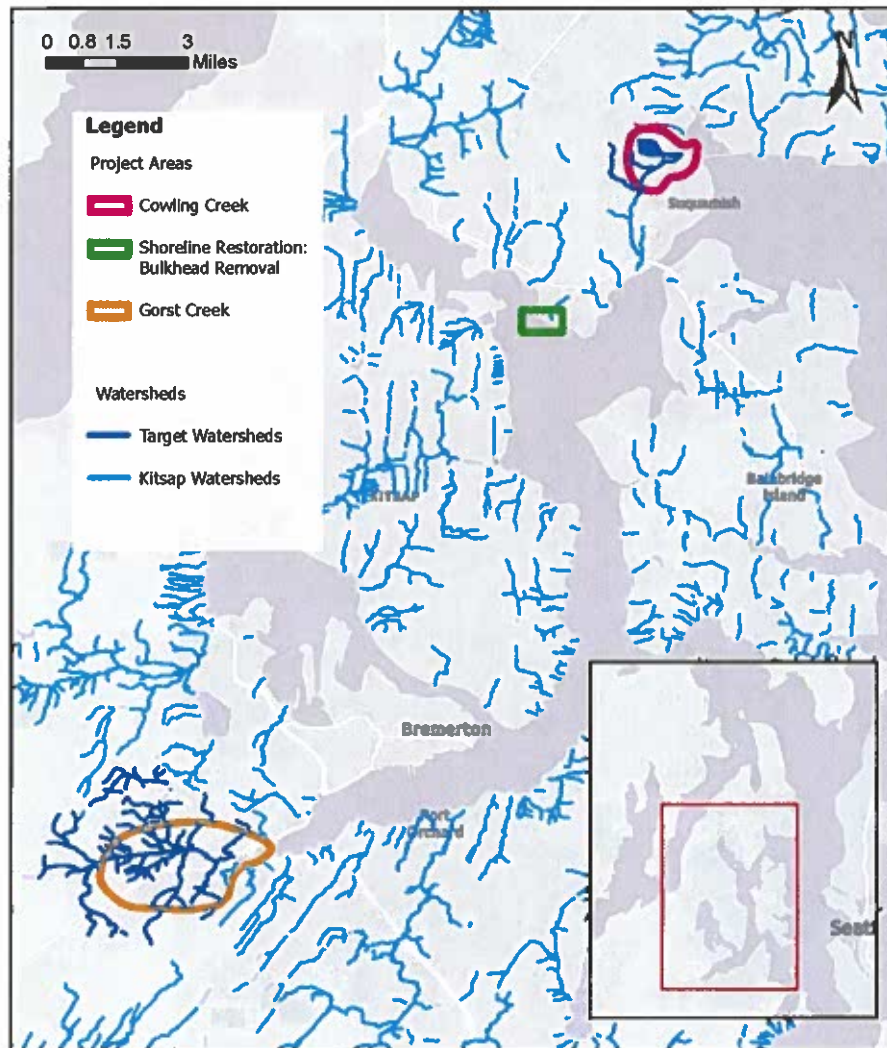 0 0.8 1.5 3
Miles
N
Legend
Project Areas
Cowling Creek
Shoreline Restoration:
Bulkhead Removal
Gorst Creek
Watersheds
Target Watersheds
Kitsap Watersheds
Suquamish
KITSAP
Bainbridge
Island
Bremerton
Port
Orchard
Seatt